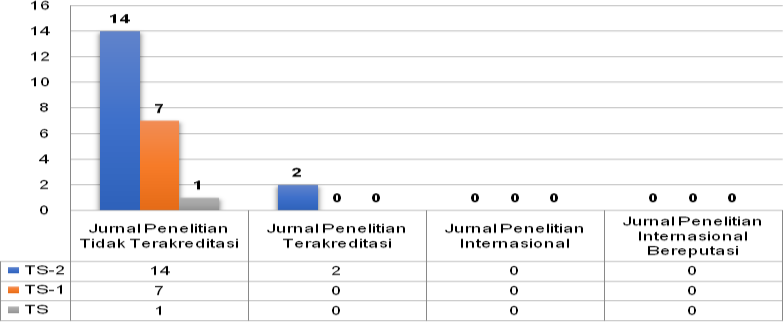 16
14
12
10
8
6
4
2
0
14
7
1
2
0
0
0
0
0
0
0
0
Jurnal Penelitian
Tidak Terakreditasi
Jurnal Penelitian
Terakreditasi
Jurnal Penelitian
Internasional
Jurnal Penelitian
Internasional
Bereputasi
TS-2 14 2 0 0
TS-1 7 0 0 0
TS 1 0 0 0